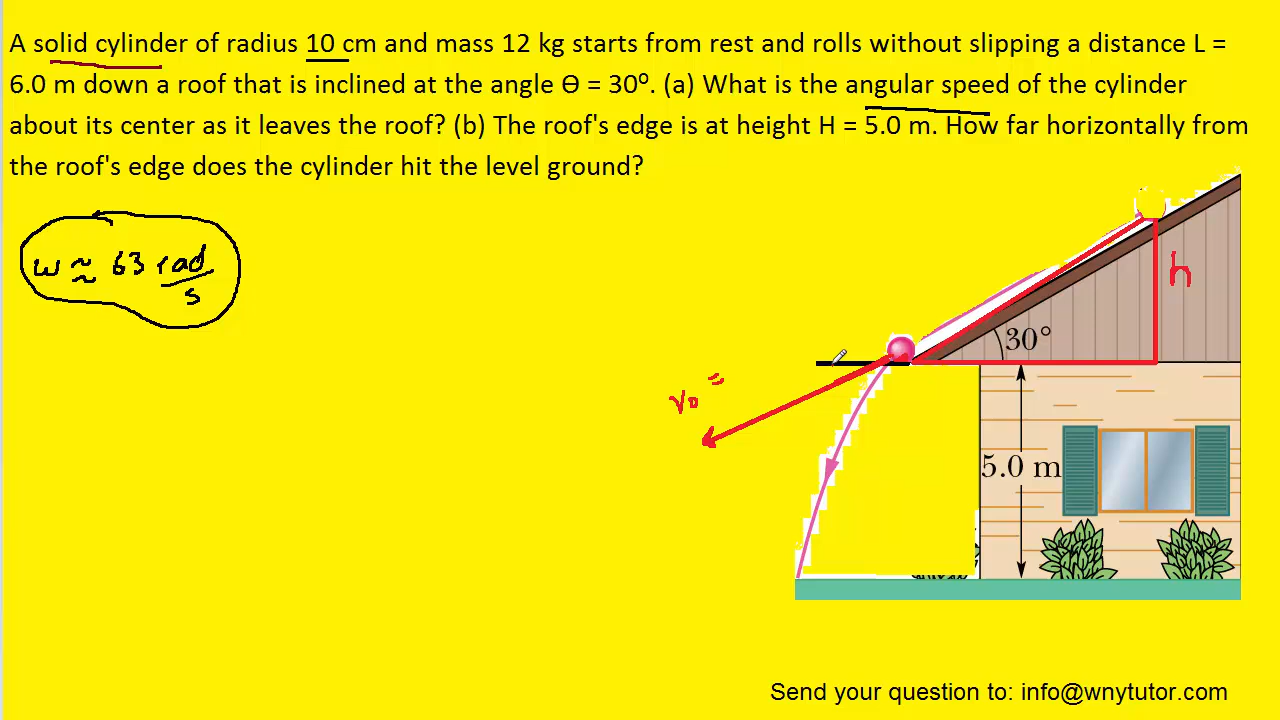 A solid cylinder of radius 10 cm and mass 12 kg starts from rest and rolls without slipping a distance L =
6.0 m down a roof that is inclined at the angle Ɵ = 30º. (a) What is the angular speed of the cylinder
about its center as it leaves the roof? (b) The roof's edge is at height H = 5.0 m. How far horizontally from
the roof's edge does the cylinder hit the level ground?
w ≈ 63 rad/s
h
30°
v₀ =
5.0 m
Send your question to: info@wnytutor.com